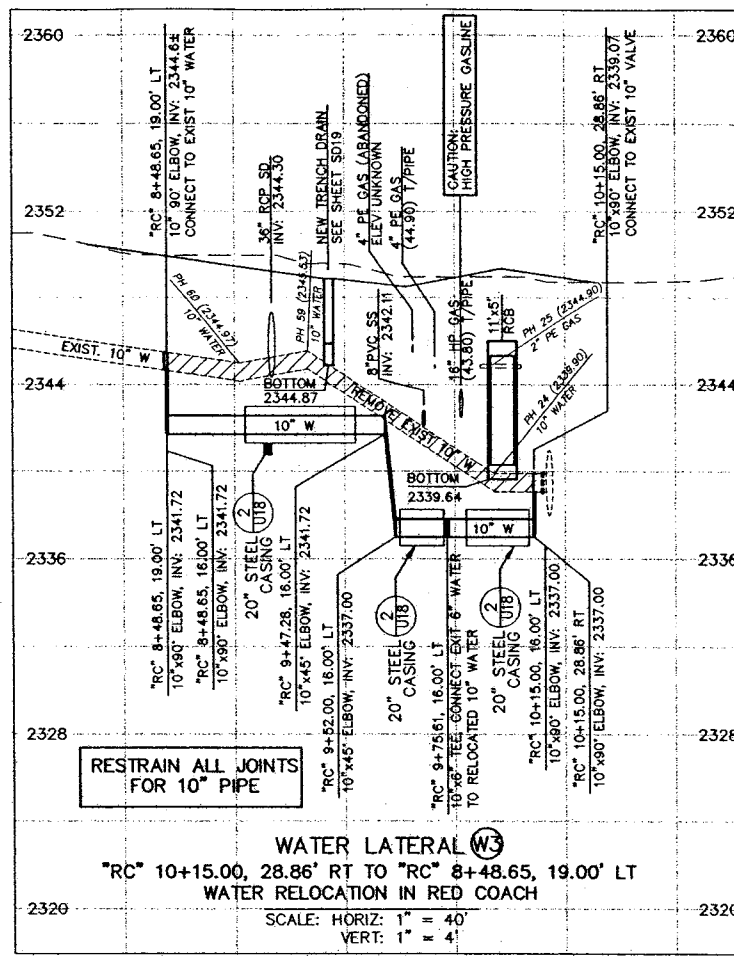 2360
2360
"RC" 8+48.65, 19.00' LT
10" 90° ELBOW, INV: 2344.6±
CONNECT TO EXIST 10" WATER
36" RCP SD
INV: 2344.30
NEW TRENCH DRAIN
SEE SHEET SD19
4" PE GAS (ABANDONED)
ELEV: UNKNOWN
4" PE GAS
(44.90) T/PIPE
CAUTION:
HIGH PRESSURE GASLINE
"RC" 10+15.00, 28.86' RT
10"x90° ELBOW, INV: 2339.07
CONNECT TO EXIST 10" VALVE
2352
2352
PH 60 (2344.97)
10" WATER
PH 59
10" WATER
8"PVC SS
INV: 2342.11
16" HP GAS
(43.80) T/PIPE
11'x5'
RCB
PH 25 (2344.90)
2" PE GAS
PH 24 (2339.90)
10" WATER
EXIST. 10" W
2344
2344
BOTTOM
2344.87
REMOVE EXIST 10" W
10" W
BOTTOM
2339.64
10" W
2336
2336
"RC" 8+48.65, 19.00' LT
10"x90° ELBOW, INV: 2341.72
"RC" 8+48.65, 16.00' LT
10"x90° ELBOW, INV: 2341.72
2
U18
20" STEEL
CASING
"RC" 9+47.28, 16.00' LT
10"x45° ELBOW, INV: 2341.72
"RC" 9+52.00, 16.00' LT
10"x45° ELBOW, INV: 2337.00
2
U18
20" STEEL
CASING
"RC" 9+75.61, 16.00' LT
10"x6" TEE, CONNECT EXIT 6" WATER
TO RELOCATED 10" WATER
2
U18
20" STEEL
CASING
"RC" 10+15.00, 16.00' LT
10"x90° ELBOW, INV: 2337.00
"RC" 10+15.00, 28.86' RT
10"x90° ELBOW, INV: 2337.00
2328
2328
RESTRAIN ALL JOINTS
FOR 10" PIPE
WATER LATERAL W3
"RC" 10+15.00, 28.86' RT TO "RC" 8+48.65, 19.00' LT
WATER RELOCATION IN RED COACH
2320
2320
SCALE: HORIZ: 1" = 40'
VERT: 1" = 4'